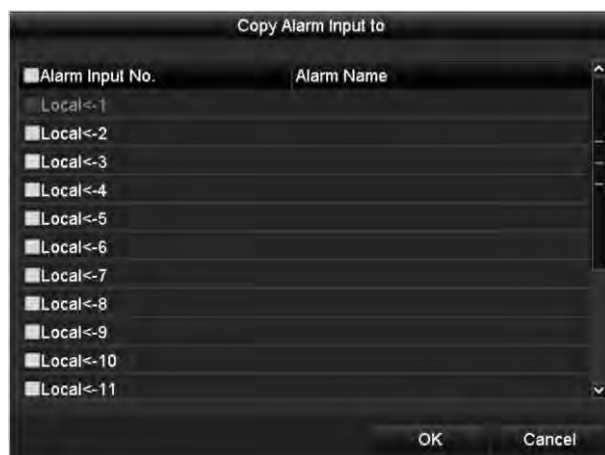 Copy Alarm Input to
Alarm Input No. Alarm Name
Local<-1
Local<-2
Local<-3
Local<-4
Local<-5
Local<-6
Local<-7
Local<-8
Local<-9
Local<-10
Local<-11
OK Cancel